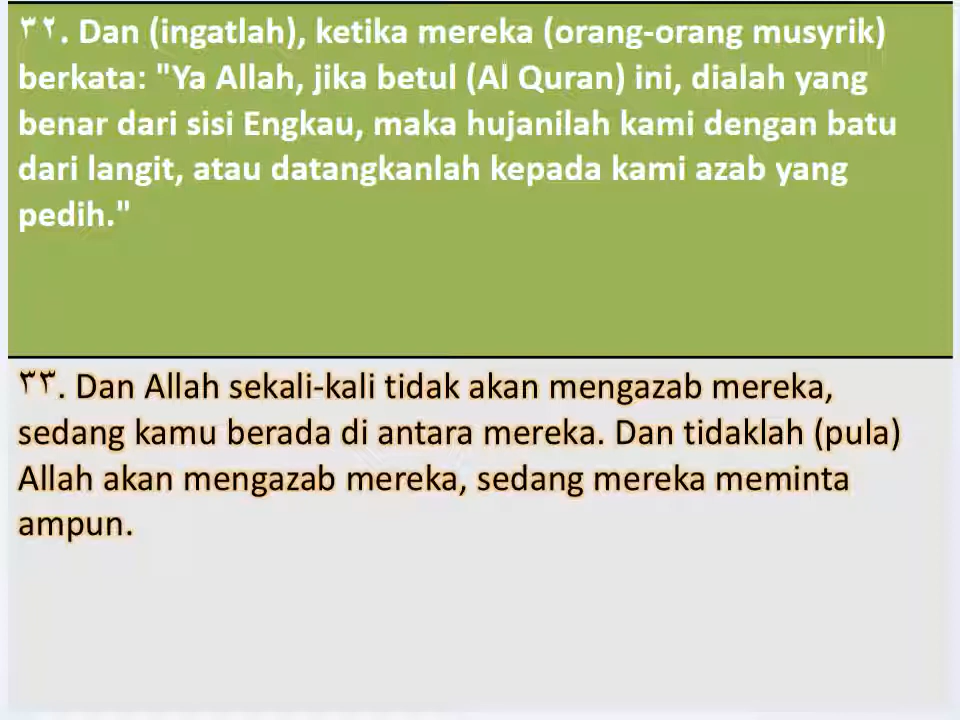 ٣٢. Dan (ingatlah), ketika mereka (orang-orang musyrik)
berkata: "Ya Allah, jika betul (Al Quran) ini, dialah yang
benar dari sisi Engkau, maka hujanilah kami dengan batu
dari langit, atau datangkanlah kepada kami azab yang
pedih."
٣٣. Dan Allah sekali-kali tidak akan mengazab mereka,
sedang kamu berada di antara mereka. Dan tidaklah (pula)
Allah akan mengazab mereka, sedang mereka meminta
ampun.